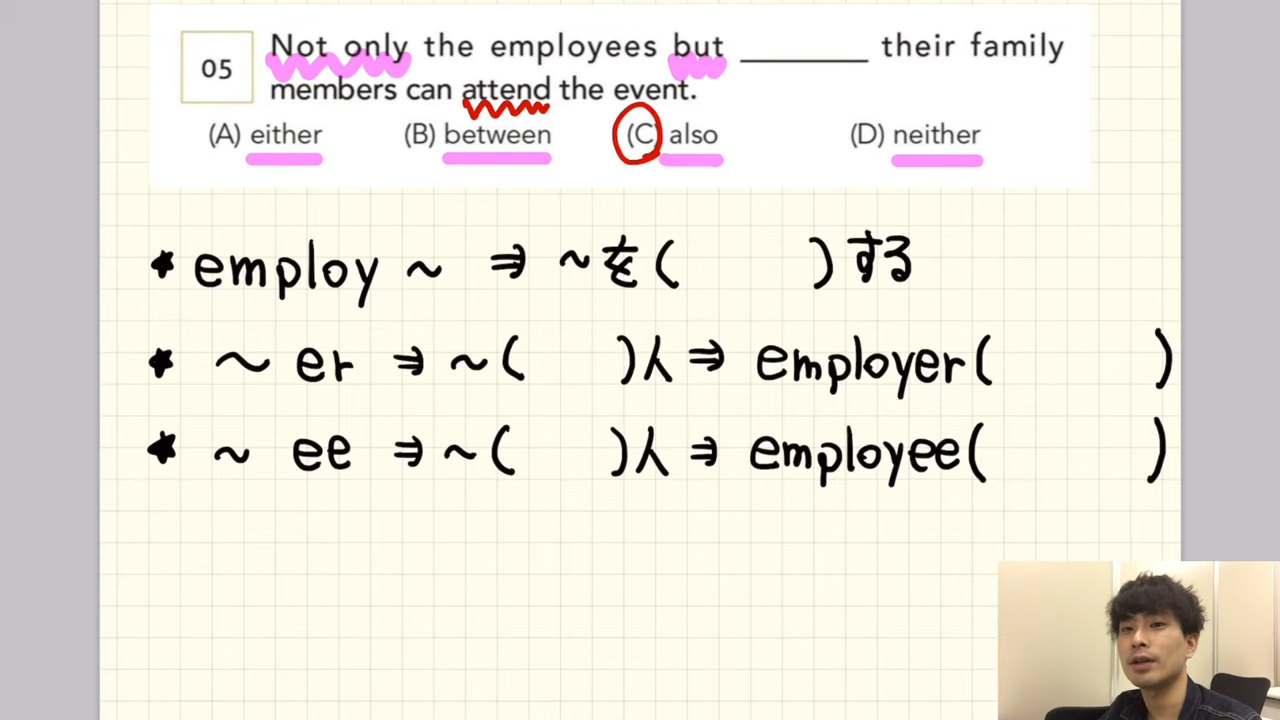 05
Not only the employees but ________ their family
members can attend the event.
(A) either (B) between (C) also (D) neither
* employ ~ ⇒ ~を( )する
* ~ er ⇒ ~( )人 ⇒ employer( )
* ~ ee ⇒ ~( )人 ⇒ employee( )